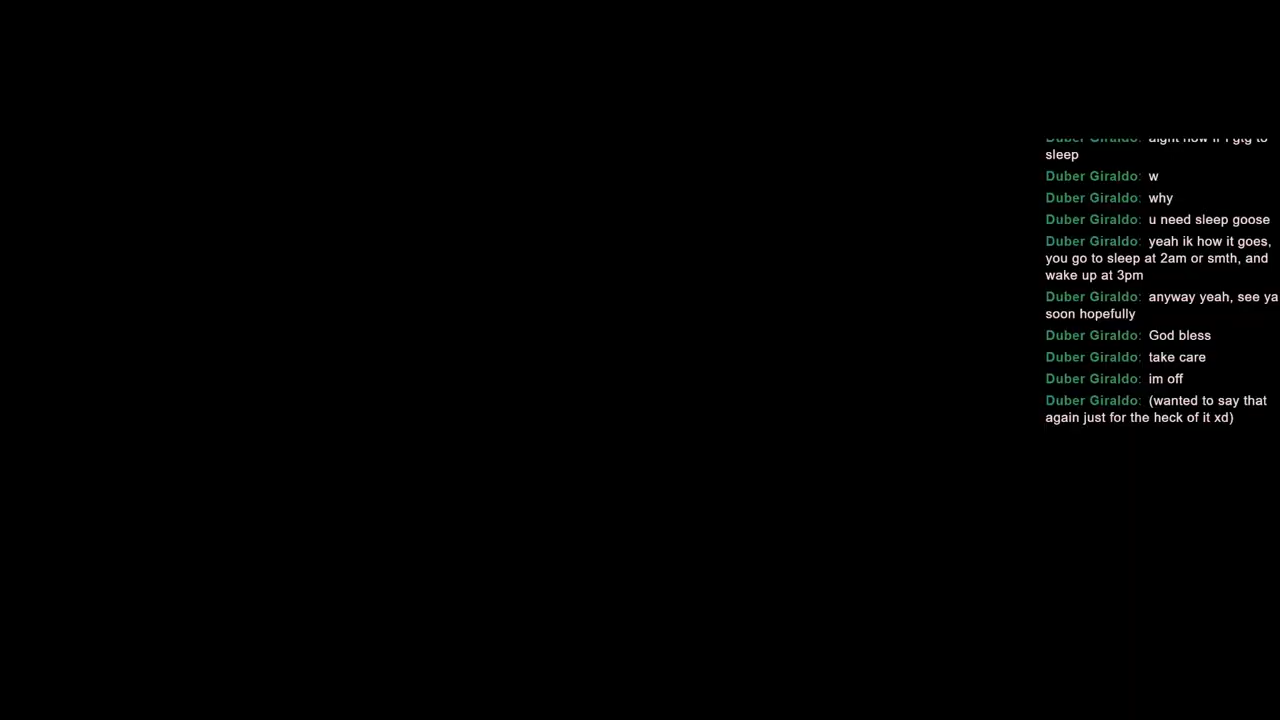 Duber Giraldo: to
sleep
Duber Giraldo: w
Duber Giraldo: why
Duber Giraldo: u need sleep goose
Duber Giraldo: yeah ik how it goes,
you go to sleep at 2am or smth, and
wake up at 3pm
Duber Giraldo: anyway yeah, see ya
soon hopefully
Duber Giraldo: God bless
Duber Giraldo: take care
Duber Giraldo: im off
Duber Giraldo: (wanted to say that
again just for the heck of it xd)